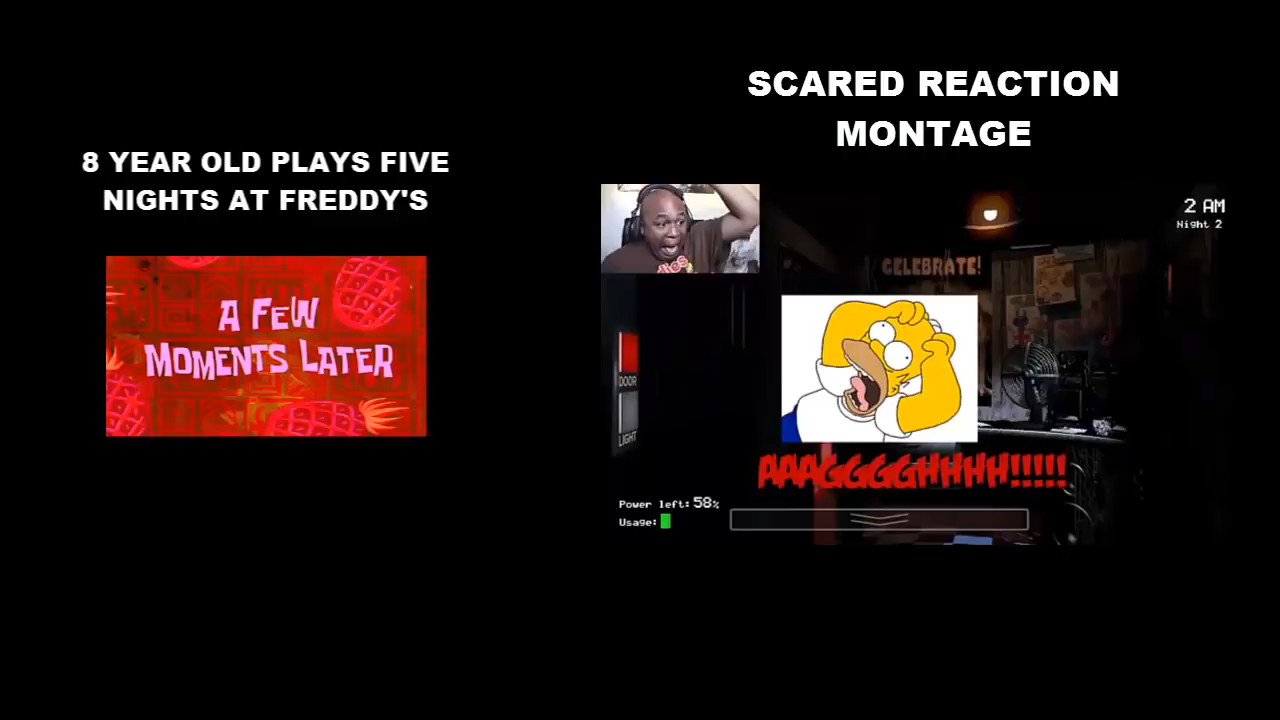 8 YEAR OLD PLAYS FIVE
NIGHTS AT FREDDY'S
A FEW
MOMENTS LATER
SCARED REACTION
MONTAGE
2 AM
Night 2
CELEBRATE!
DOOR
LIGHT
AAAGGGGHHHH!!!!!
Power left: 58%
Usage: